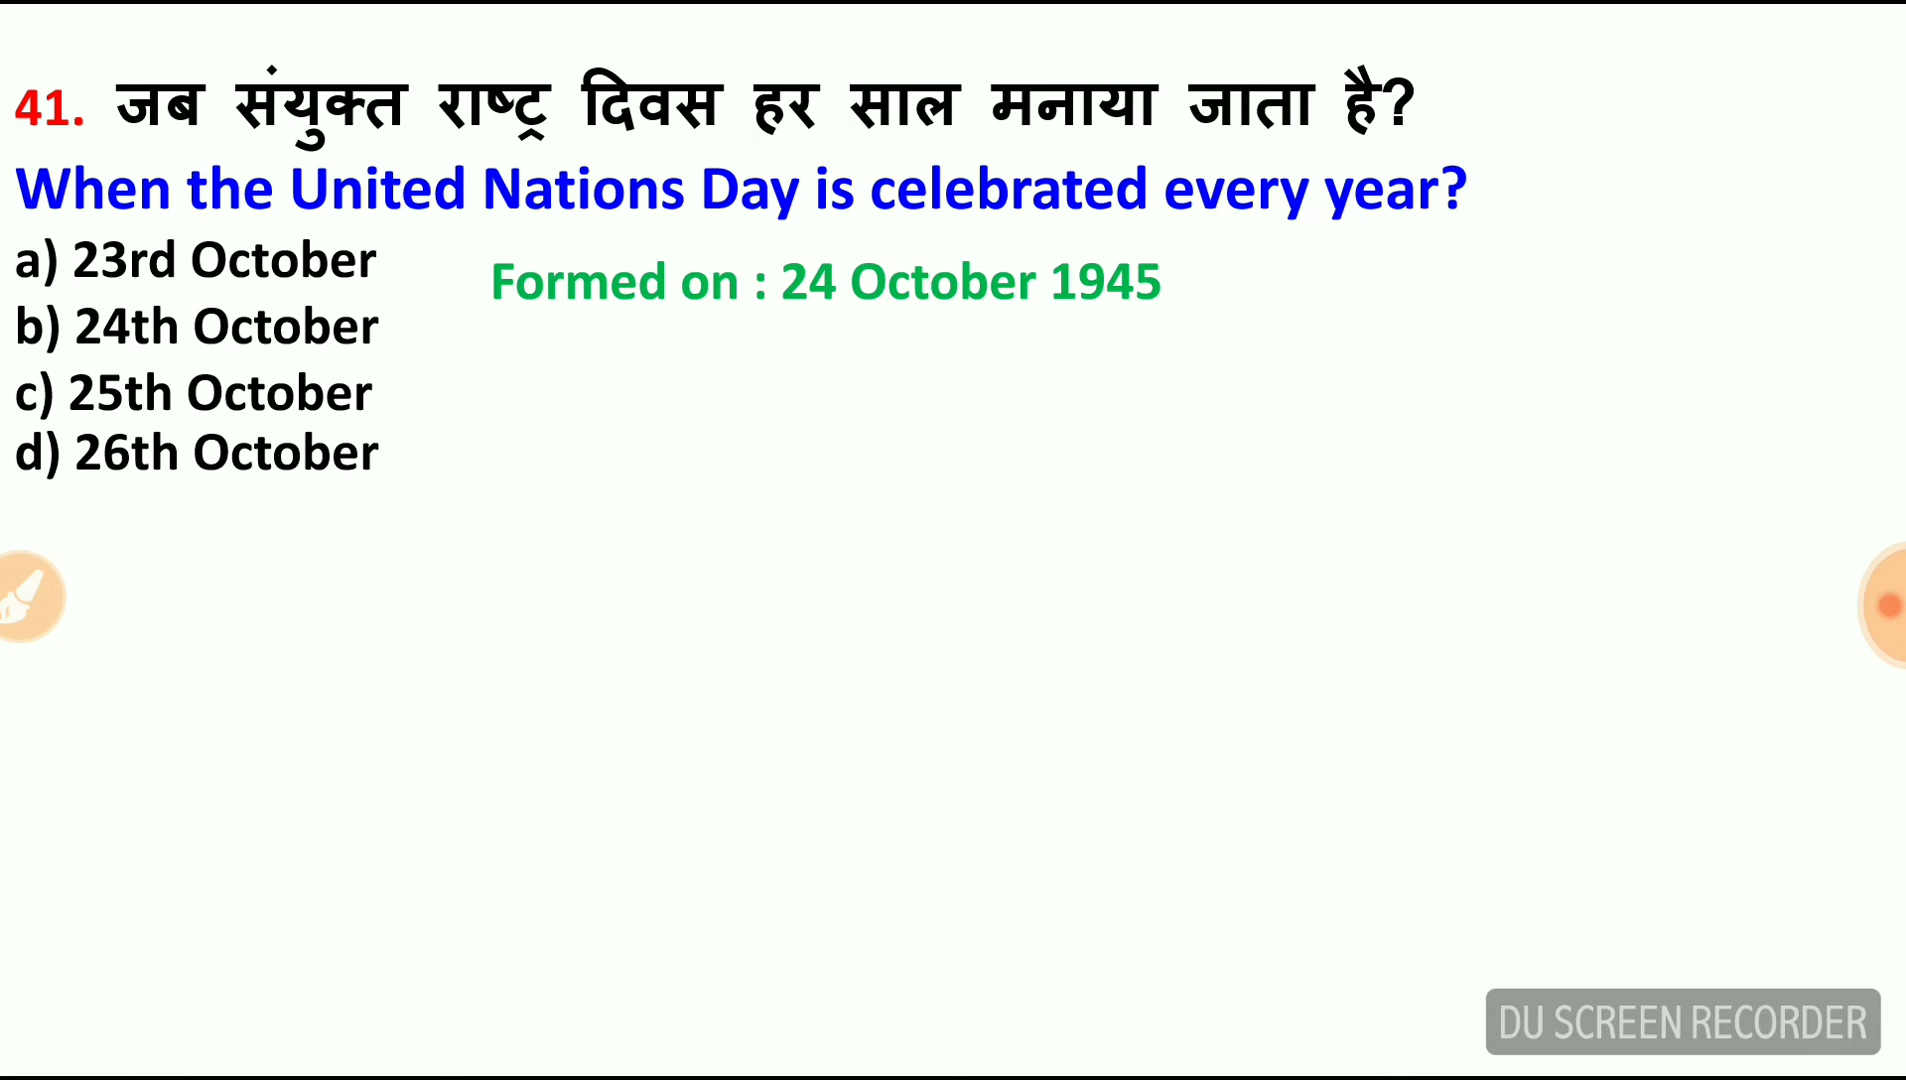 41. जब संयुक्त राष्ट्र दिवस हर साल मनाया जाता है?
When the United Nations Day is celebrated every year?
a) 23rd October
Formed on : 24 October 1945
b) 24th October
c) 25th October
d) 26th October
DU SCREEN RECORDER